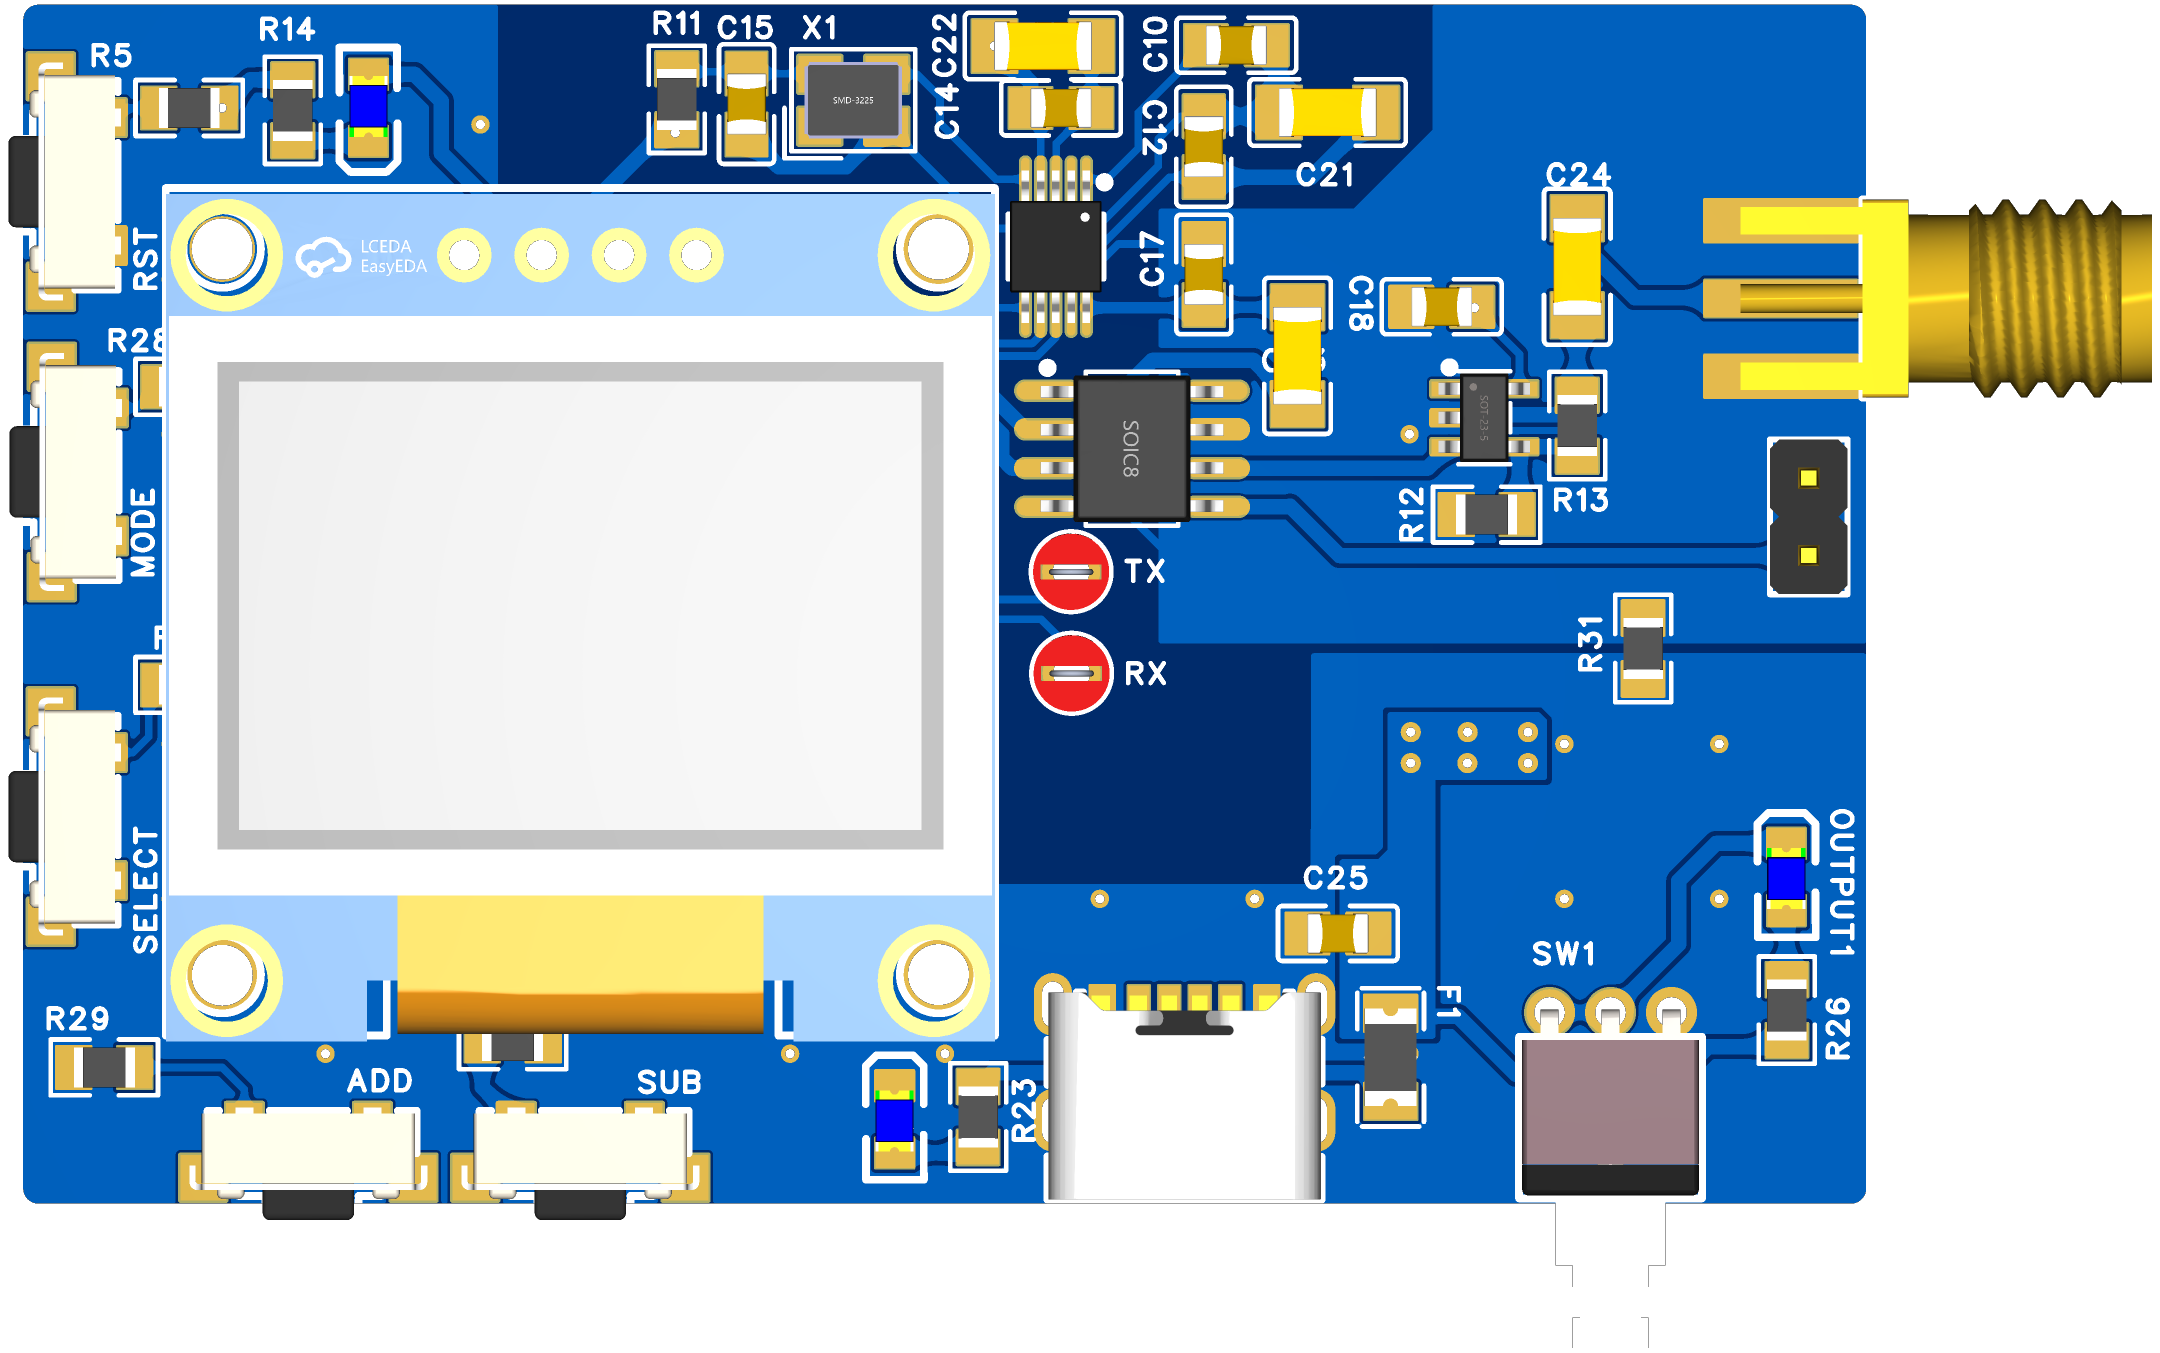 R5
R14
R11
C15
X1
C22
C10
SMD-3225
C14
C12
C21
C24
RST
LCEDA
EasyEDA
C17
C18
R28
SOT-23-5
SOIC8
MODE
R12
R13
TX
R31
RX
SELECT
C25
OUTPUT1
SW1
R29
F1
R26
ADD
SUB
R23